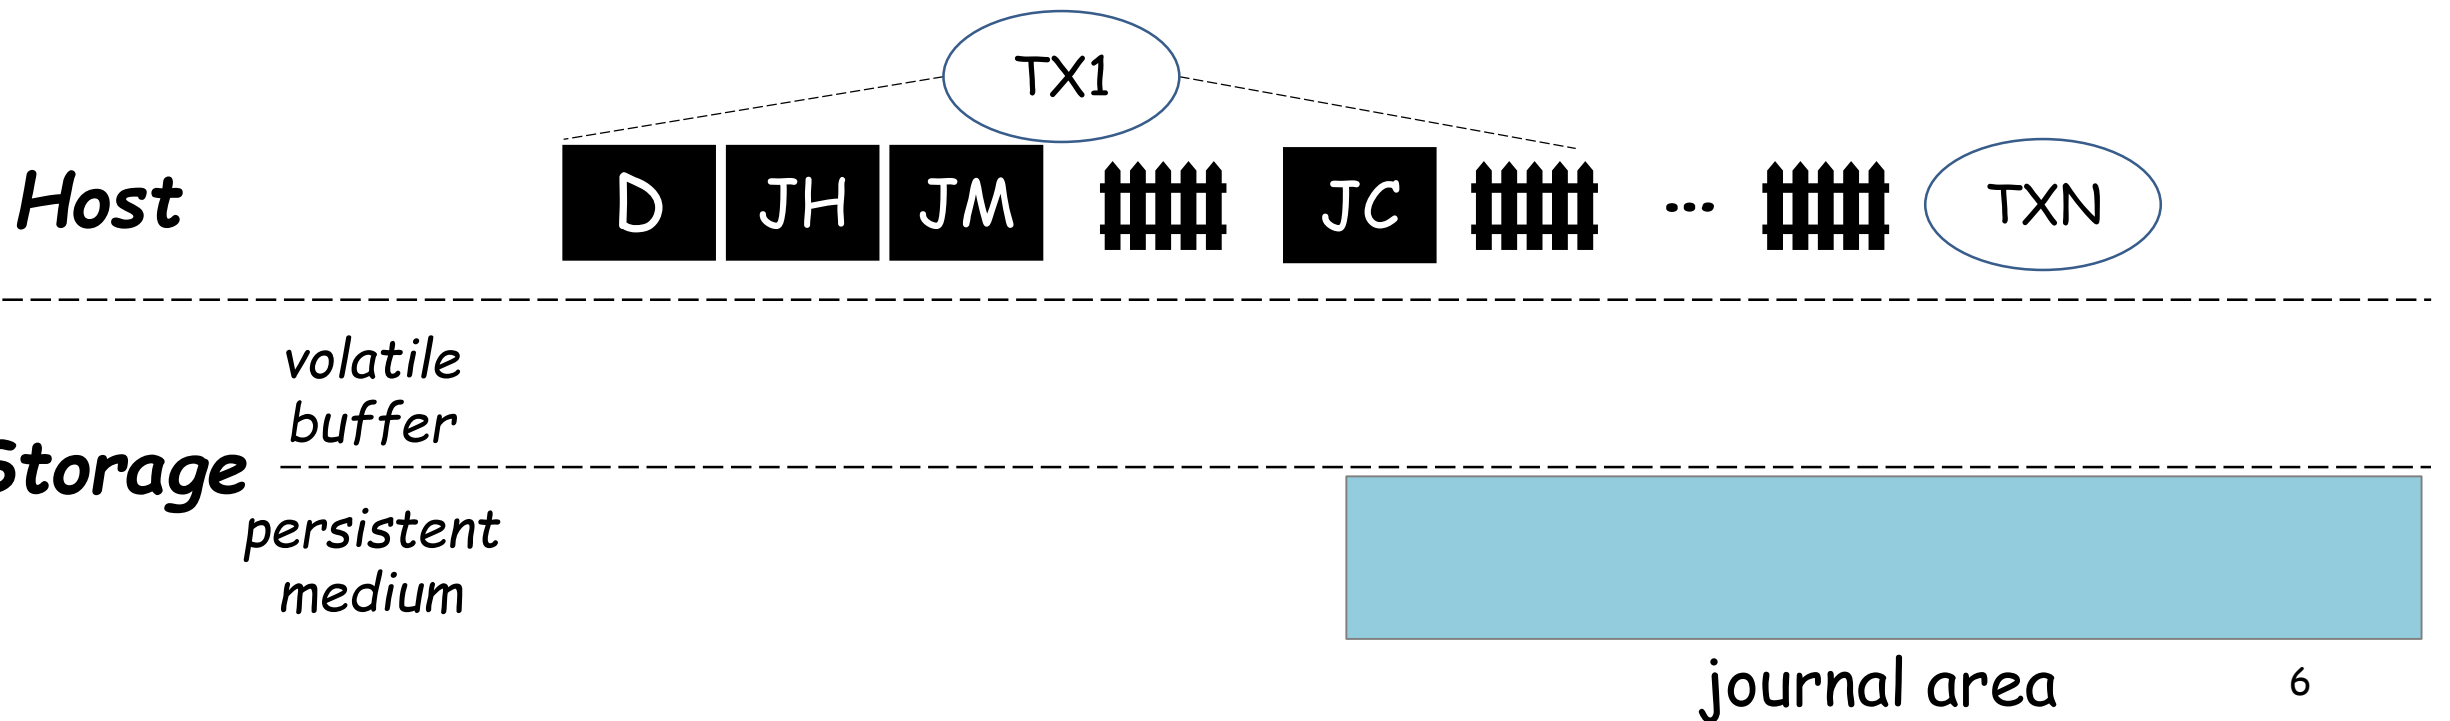 TX1
Host D JH JM JC ... TXN
volatile
buffer
Storage
persistent
medium
journal area 6